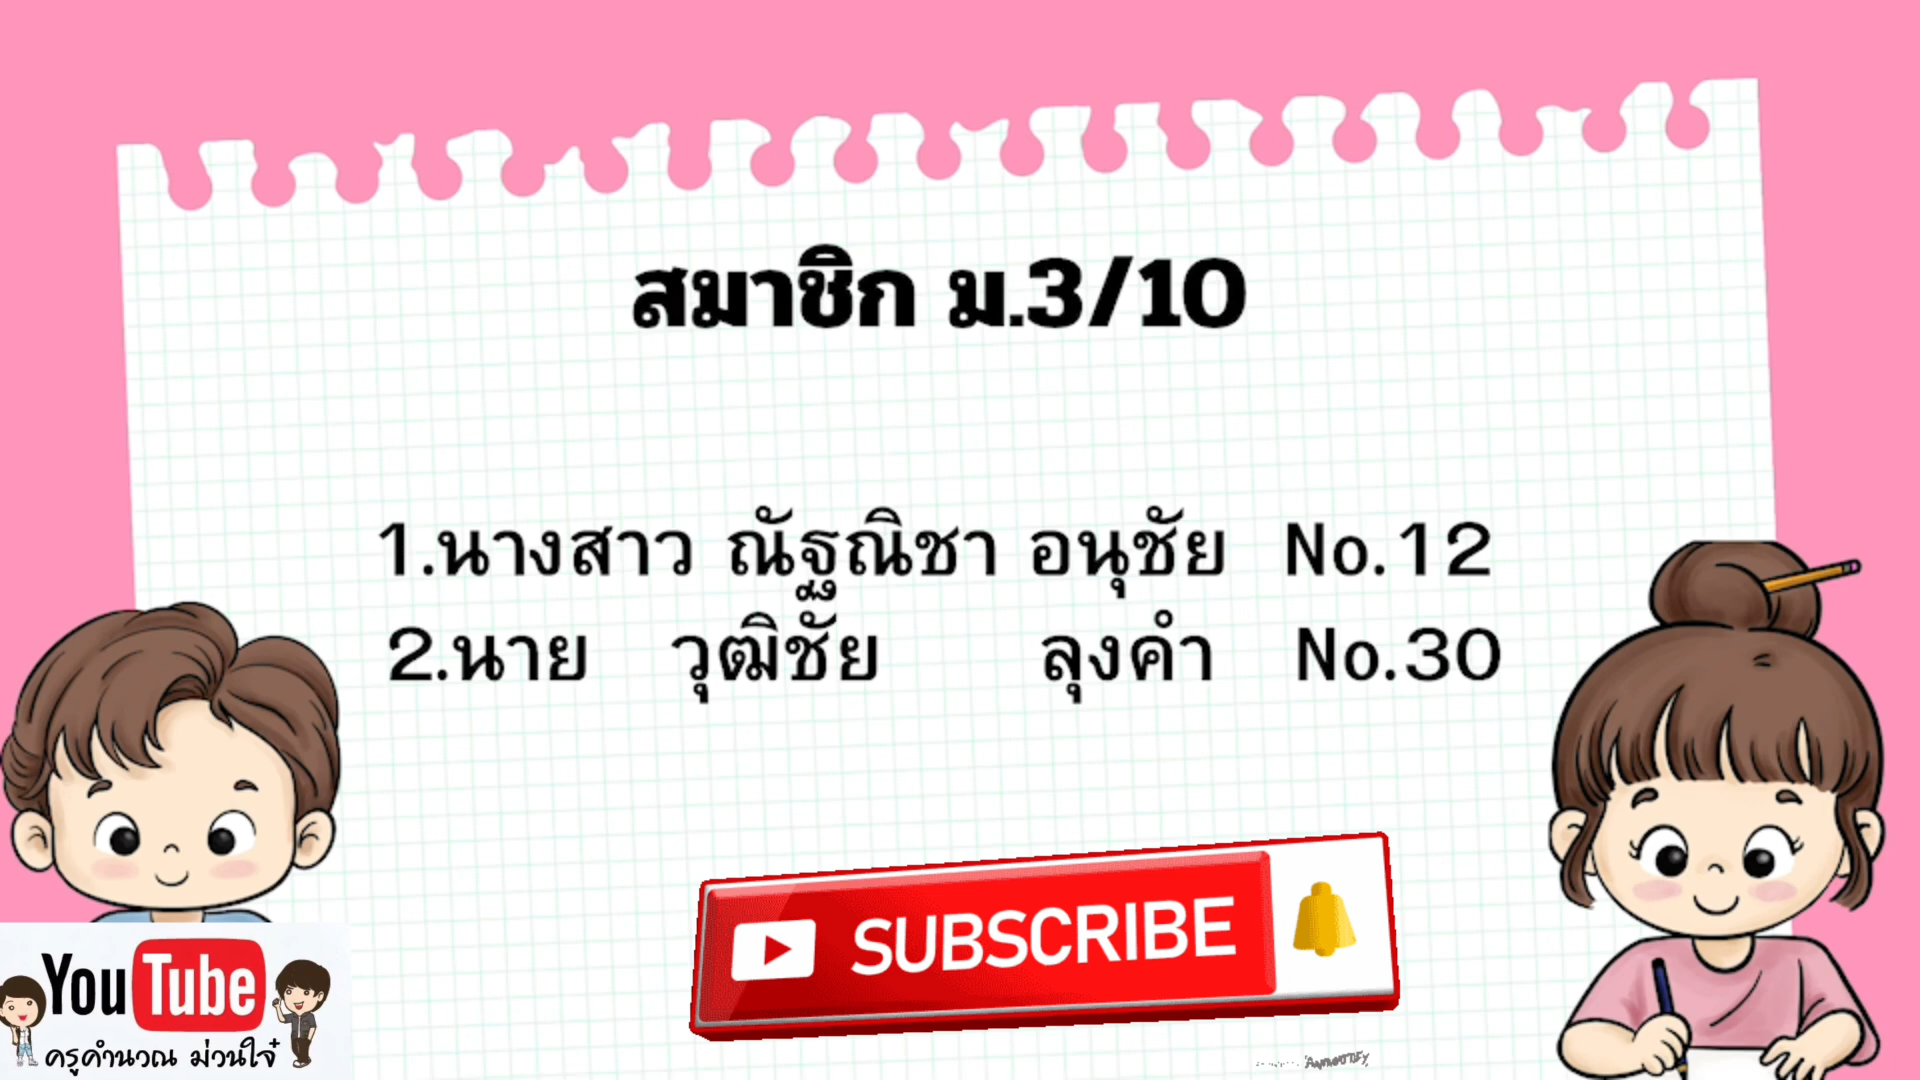 สมาชิก ม.3/10
1.นางสาว ณัฐณิชา อนุชัย No.12
2.นาย วุฒิชัย ลุงคำ No.30
SUBSCRIBE
YouTube
ครูคำนวณ ม่วนใจ๋